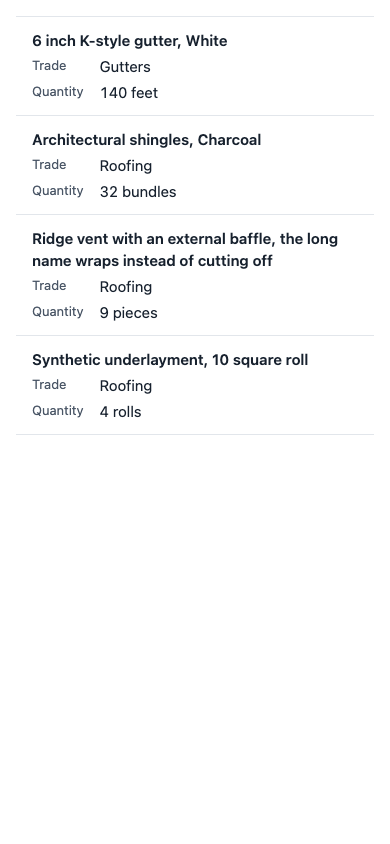 6 inch K-style gutter, White
Trade Gutters
Quantity 140 feet
Architectural shingles, Charcoal
Trade Roofing
Quantity 32 bundles
Ridge vent with an external baffle, the long
name wraps instead of cutting off
Trade Roofing
Quantity 9 pieces
Synthetic underlayment, 10 square roll
Trade Roofing
Quantity 4 rolls